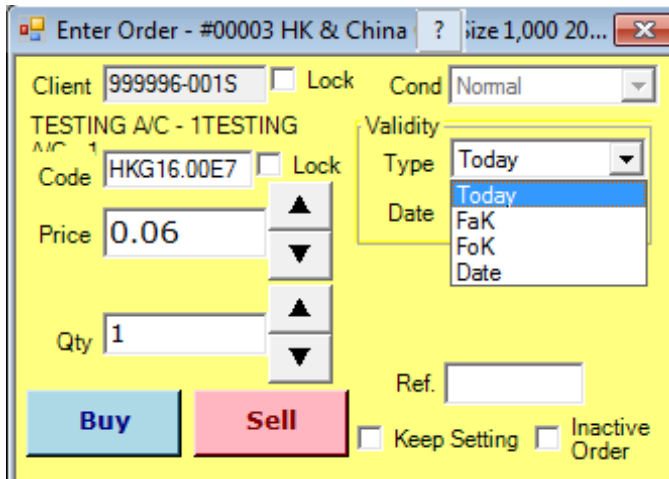 Enter Order - #00003 HK & China ? Size 1,000 20...
Client 999996-001S Lock Cond Normal
TESTING A/C - 1TESTING
Validity
Code HKG16.00E7 Lock Type Today
Today
Price 0.06 Date FaK
FoK
Date
Qty 1
Ref.
Buy Sell
Keep Setting Inactive
Order